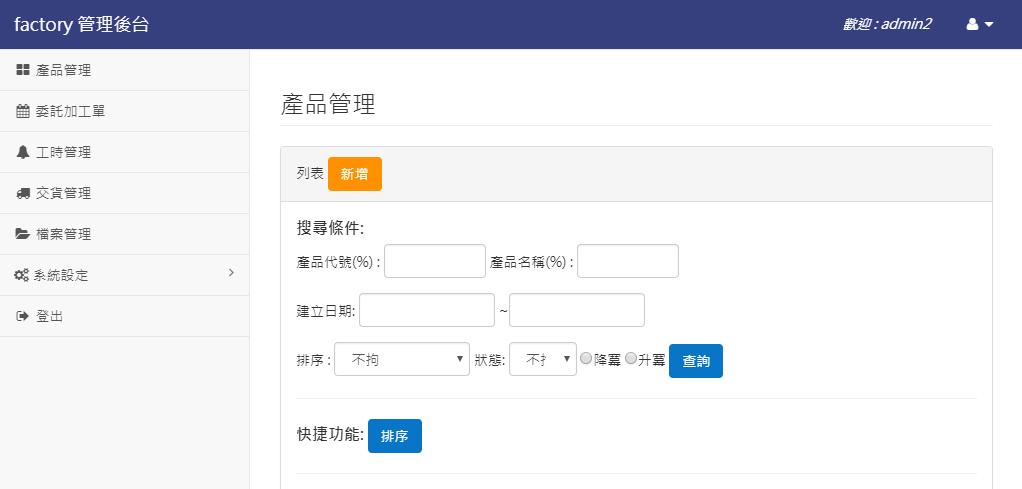 factory 管理後台
歡迎 : admin2
產品管理
委託加工單
工時管理
交貨管理
檔案管理
系統設定
登出
產品管理
列表 新增
搜尋條件:
產品代號(%) : 產品名稱(%) :
建立日期: ~
排序 : 不拘 狀態: 降冪 升冪 查詢
快捷功能: 排序